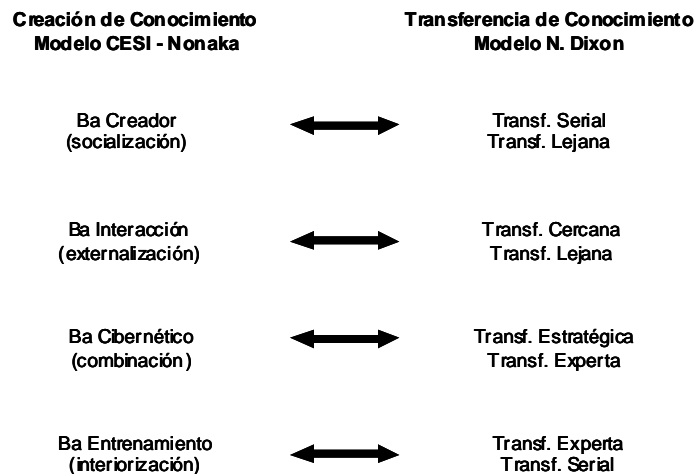 Creación de Conocimiento
Modelo CESI - Nonaka
Transferencia de Conocimiento
Modelo N. Dixon
Ba Creador
(socialización)
Transf. Serial
Transf. Lejana
Ba Interacción
(externalización)
Transf. Cercana
Transf. Lejana
Ba Cibernético
(combinación)
Transf. Estratégica
Transf. Experta
Ba Entrenamiento
(interiorización)
Transf. Experta
Transf. Serial